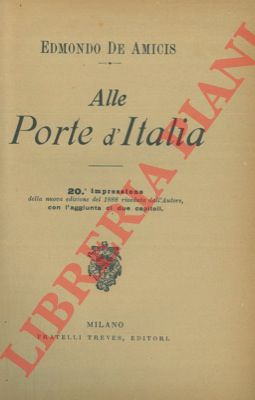 EDMONDO DE AMICIS
Alle
Porte d'Italia
20.ª impressione
della nuova edizione del 1888 riveduta dall'Autore,
con l'aggiunta di due capitoli.
MILANO
FRATELLI TREVES, EDITORI.
LIBRERIA PIANI